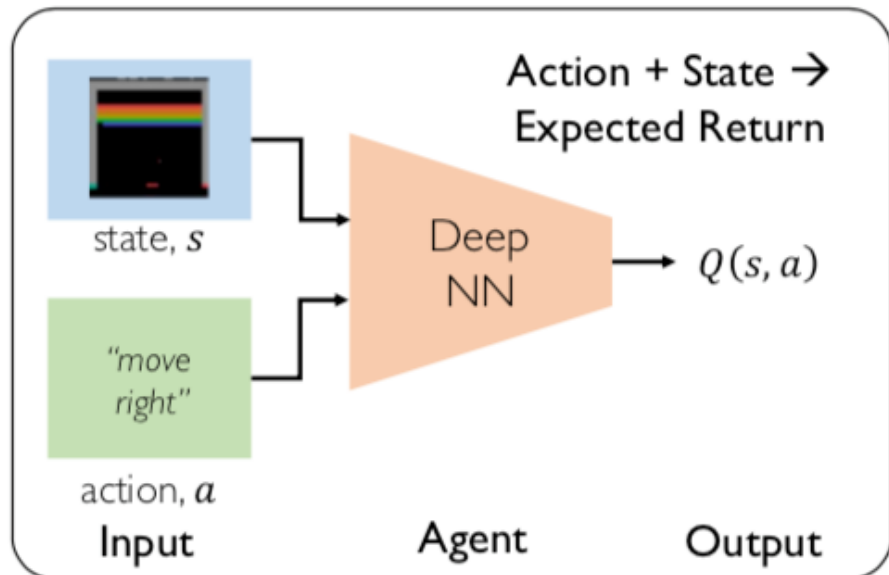 Action + State →
Expected Return
state, s
Deep
NN
Q(s, a)
“move
right”
action, a
Input
Agent
Output